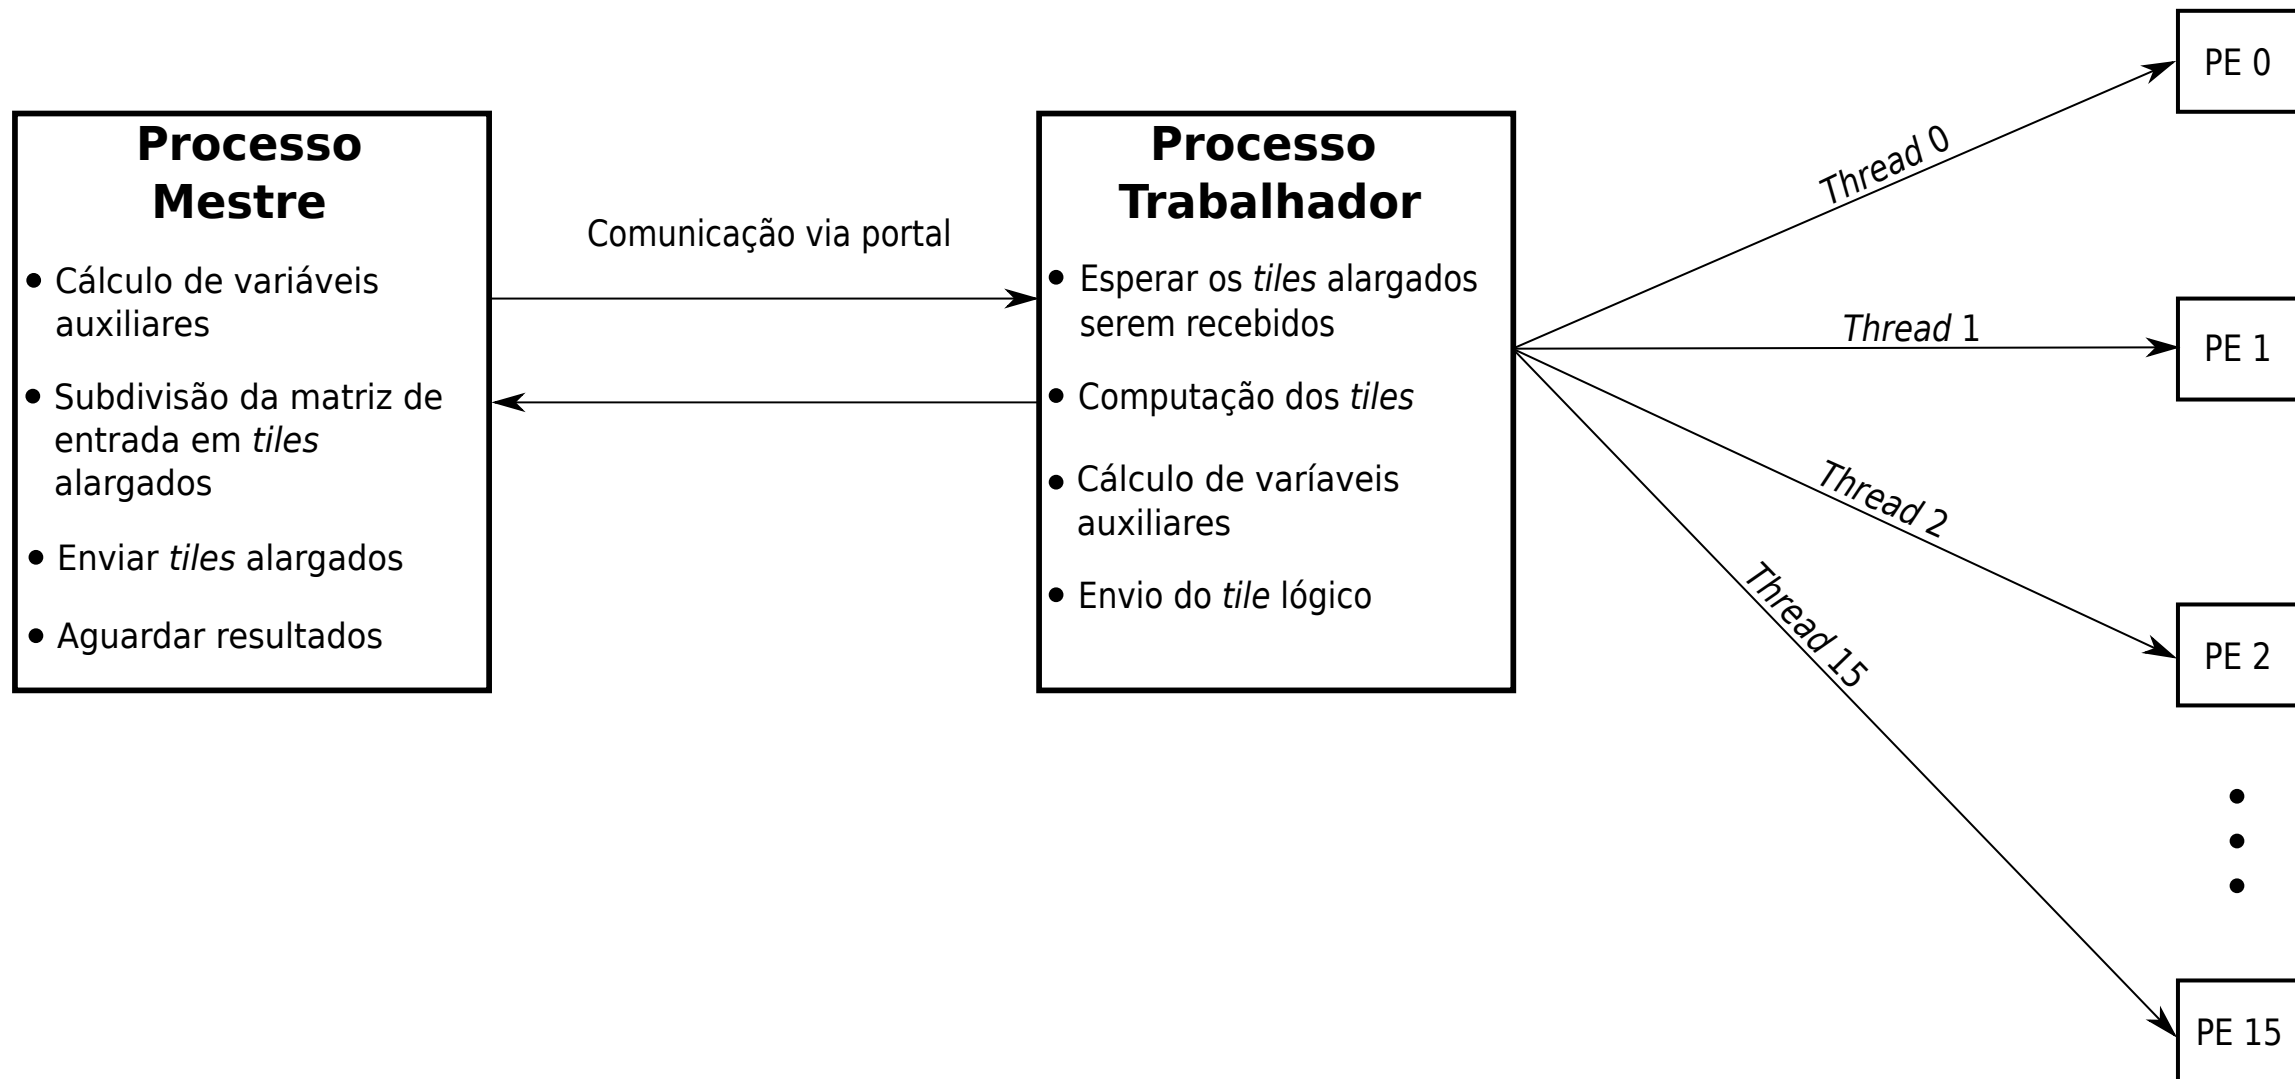 Processo
Mestre
• Cálculo de variáveis
auxiliares
• Subdivisão da matriz de
entrada em tiles
alargados
• Enviar tiles alargados
• Aguardar resultados
Comunicação via portal
Processo
Trabalhador
• Esperar os tiles alargados
serem recebidos
• Computação dos tiles
• Cálculo de varíaveis
auxiliares
• Envio do tile lógico
Thread 0
Thread 1
Thread 2
Thread 15
PE 0
PE 1
PE 2
PE 15